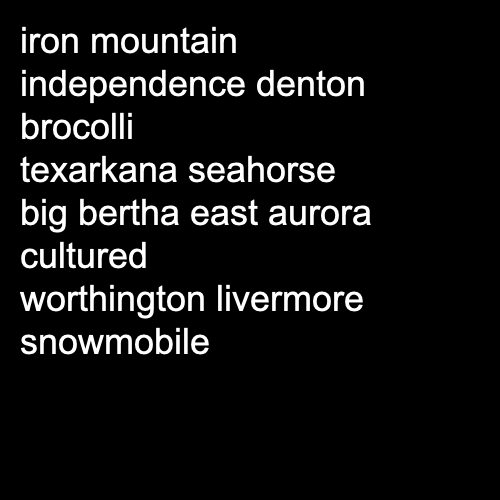 iron mountain
independence denton
brocolli
texarkana seahorse
big bertha east aurora
cultured
worthington livermore
snowmobile